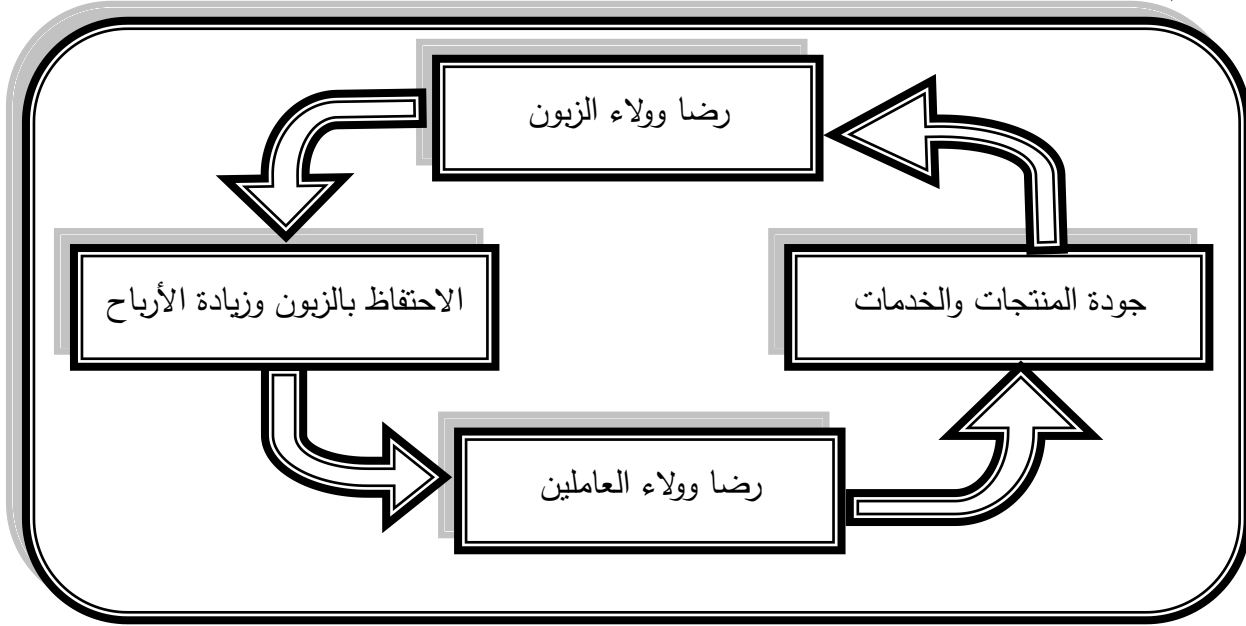 رضا وولاء الزبون
جودة المنتجات والخدمات
الاحتفاظ بالزبون وزيادة الأرباح
رضا وولاء العاملين